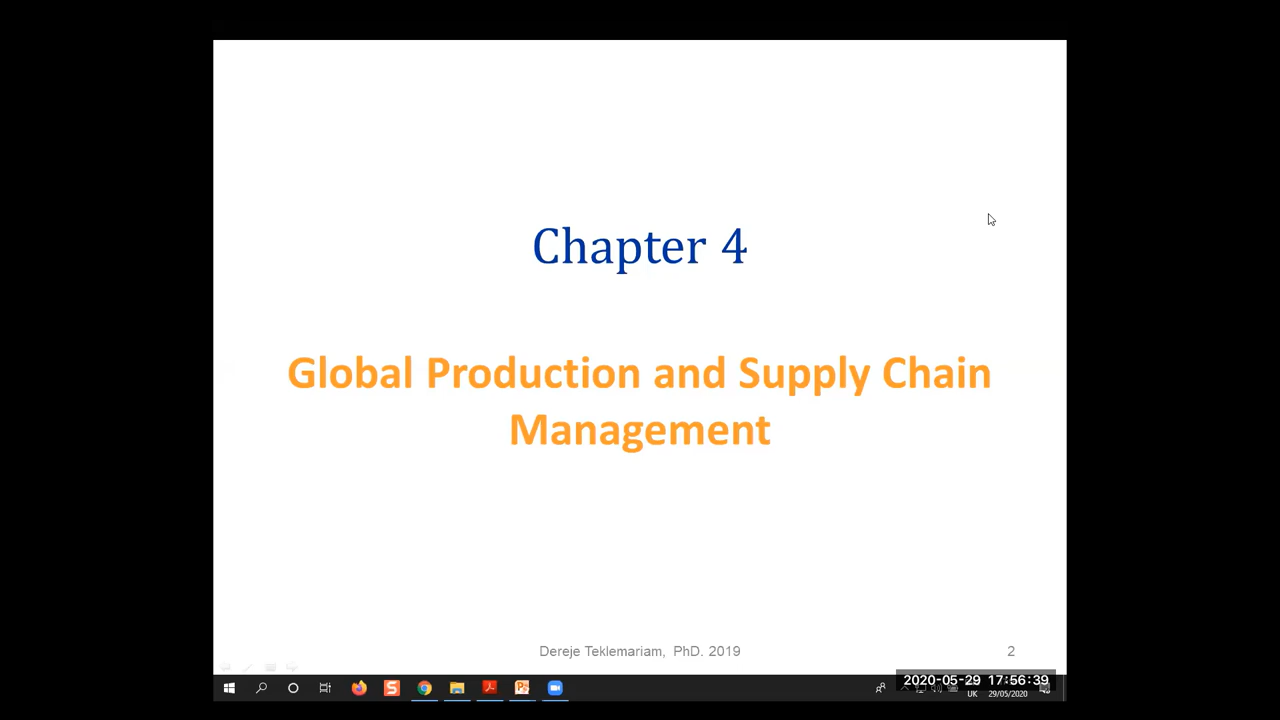 Chapter 4
Global Production and Supply Chain
Management
Dereje Teklemariam, PhD. 2019
2
2020-05-29 17:56:39
UK
29/05/2020